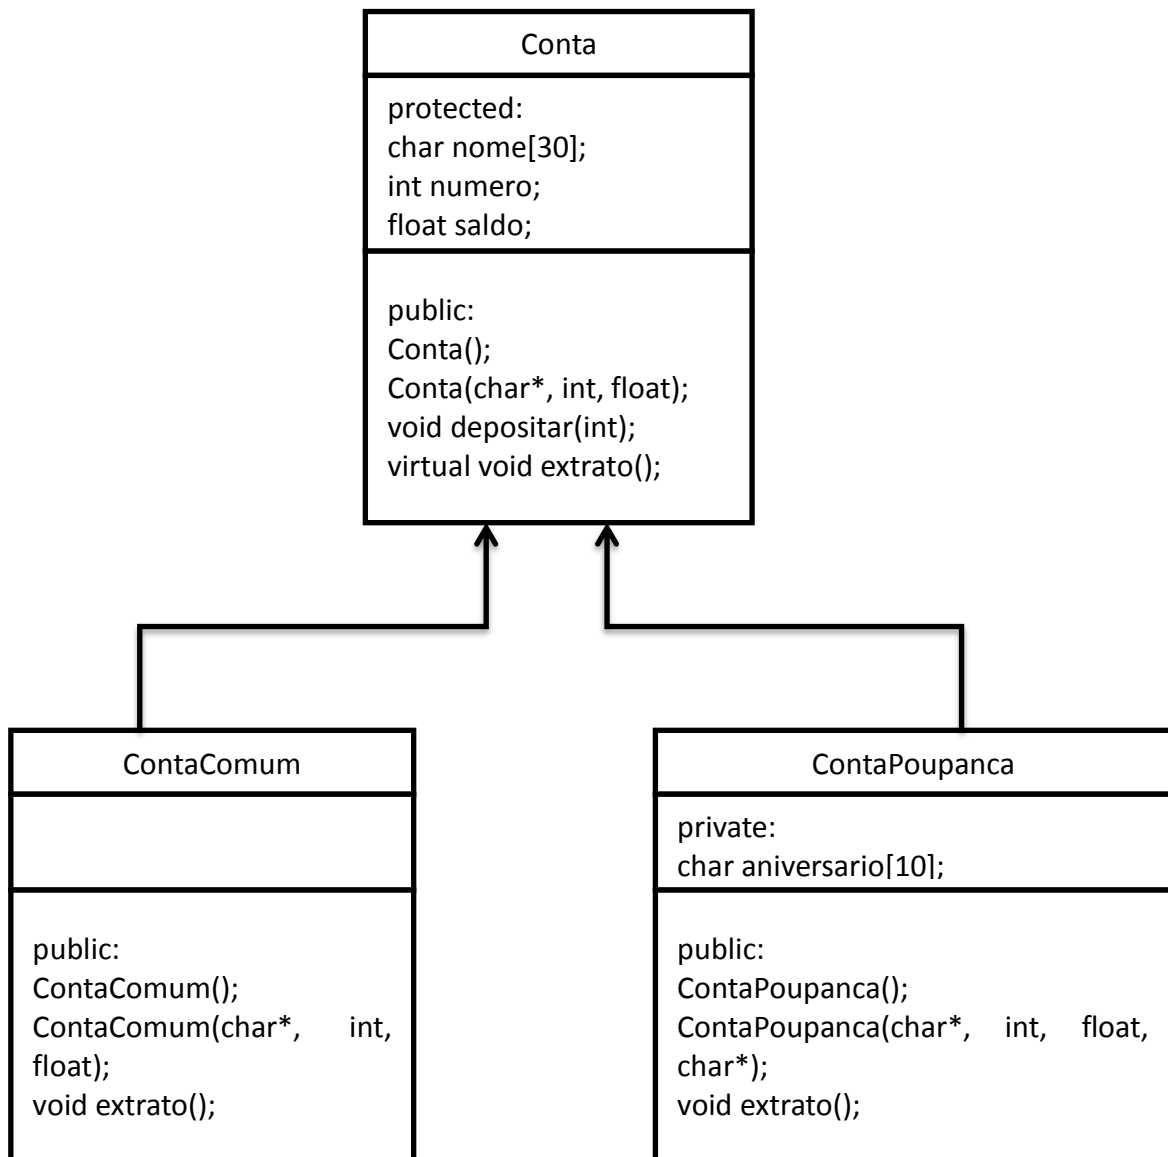 Conta
protected:
char nome[30];
int numero;
float saldo;
public:
Conta();
Conta(char*, int, float);
void depositar(int);
virtual void extrato();
ContaComum
public:
ContaComum();
ContaComum(char*, int,
float);
void extrato();
ContaPoupanca
private:
char aniversario[10];
public:
ContaPoupanca();
ContaPoupanca(char*, int, float,
char*);
void extrato();